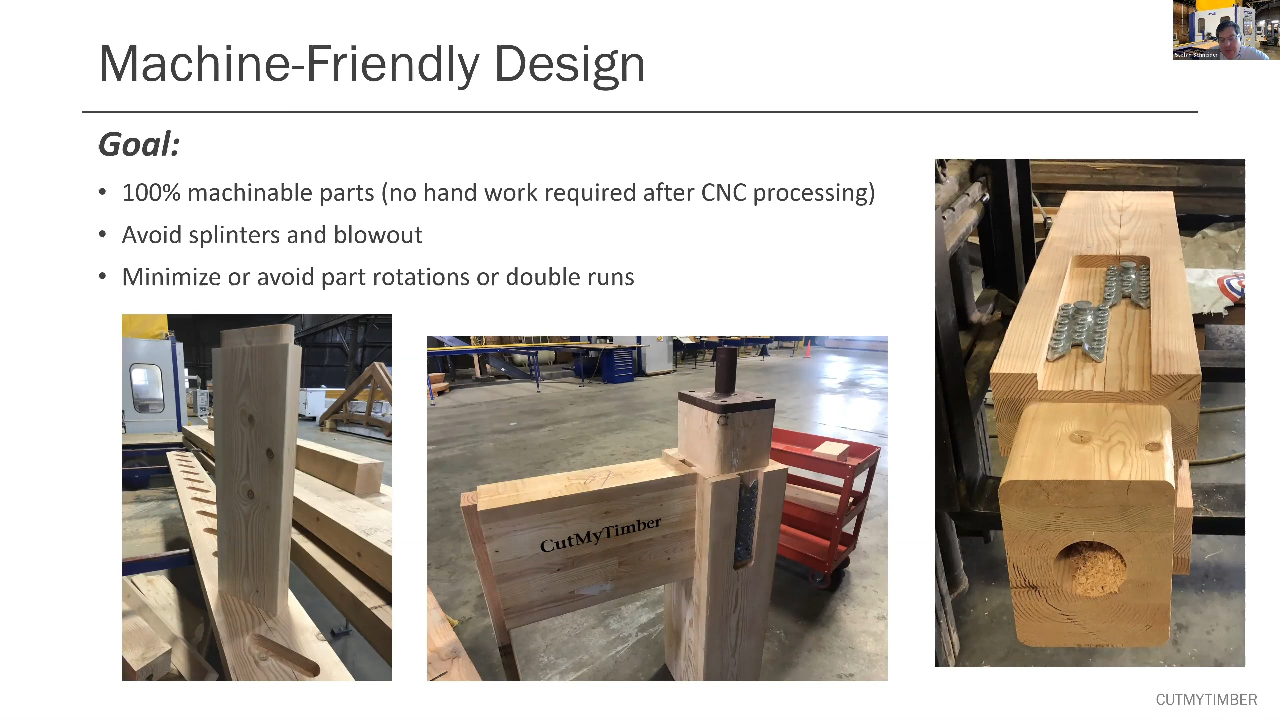 Machine-Friendly Design
Goal:
• 100% machinable parts (no hand work required after CNC processing)
• Avoid splinters and blowout
• Minimize or avoid part rotations or double runs
CutMyTimber
CUTMYTIMBER